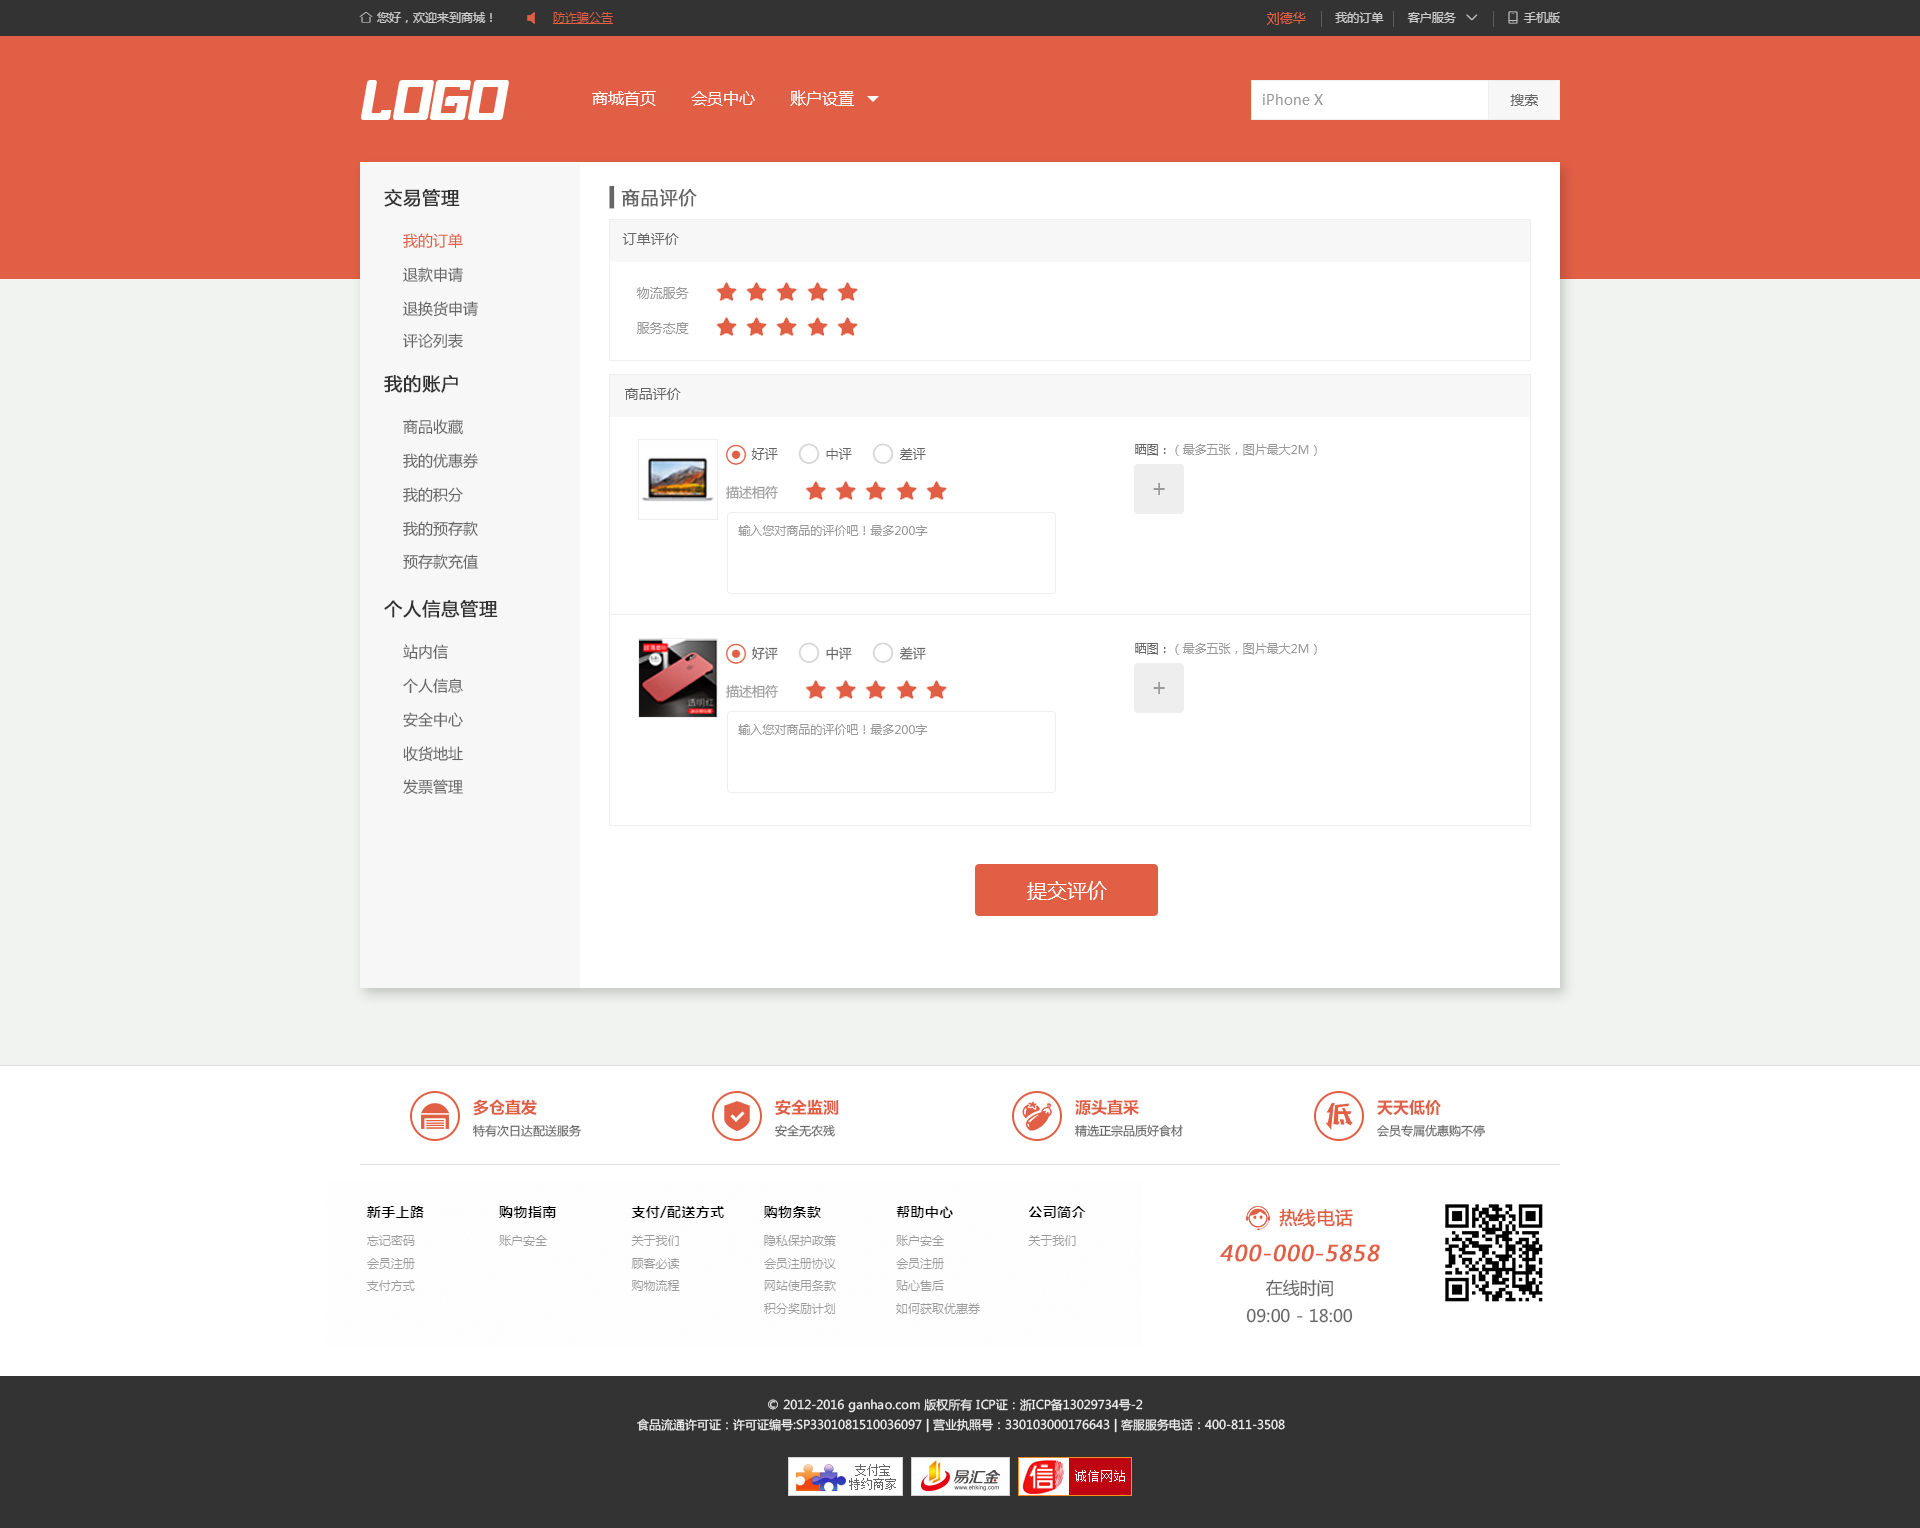 您好，欢迎来到商城！ 防诈骗公告 刘德华 我的订单 客户服务 手机版
LOGO 商城首页 会员中心 账户设置 iPhone X 搜索
交易管理
我的订单
退款申请
退换货申请
评论列表
我的账户
商品收藏
我的优惠券
我的积分
我的预存款
预存款充值
个人信息管理
站内信
个人信息
安全中心
收货地址
发票管理
商品评价
订单评价
物流服务
服务态度
商品评价
好评 中评 差评 晒图：（最多五张，图片最大2M）
描述相符 +
输入您对商品的评价吧！最多200字
好评 中评 差评 晒图：（最多五张，图片最大2M）
描述相符 +
透明红
输入您对商品的评价吧！最多200字
提交评价
多仓直发 安全监测 源头直采 低 天天低价
特有次日达配送服务 安全无农残 精选正宗品质好食材 会员专属优惠购不停
新手上路 购物指南 支付/配送方式 购物条款 帮助中心 公司简介
忘记密码 账户安全 关于我们 隐私保护政策 账户安全 关于我们
会员注册 顾客必读 会员注册协议 会员注册
支付方式 购物流程 网站使用条款 贴心售后
积分奖励计划 如何获取优惠券
热线电话
400-000-5858
在线时间
09:00 - 18:00
© 2012-2016 ganhao.com 版权所有 ICP证：浙ICP备13029734号-2
食品流通许可证：许可证编号:SP3301081510036097 | 营业执照号：330103000176643 | 客服服务电话：400-811-3508
支付宝
特约商家
易汇金
www.ehking.com
信 诚信网站